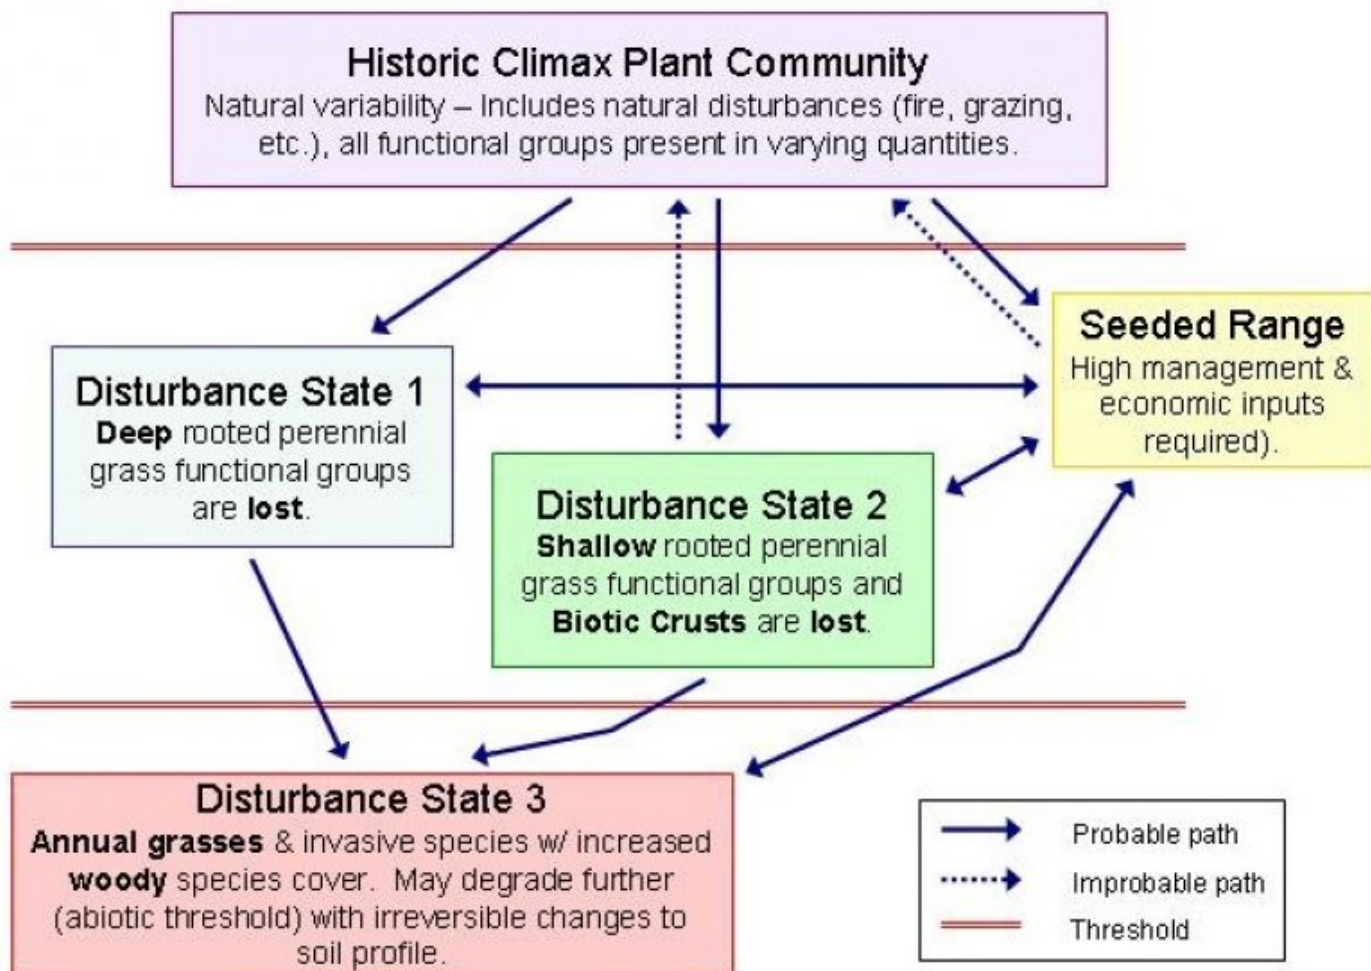 Historic Climax Plant Community
Natural variability – Includes natural disturbances (fire, grazing,
etc.), all functional groups present in varying quantities.
Seeded Range
High management &
economic inputs
required).
Disturbance State 1
Deep rooted perennial
grass functional groups
are lost.
Disturbance State 2
Shallow rooted perennial
grass functional groups and
Biotic Crusts are lost.
Disturbance State 3
Annual grasses & invasive species w/ increased
woody species cover.  May degrade further
(abiotic threshold) with irreversible changes to
soil profile.
Probable path
Improbable path
Threshold